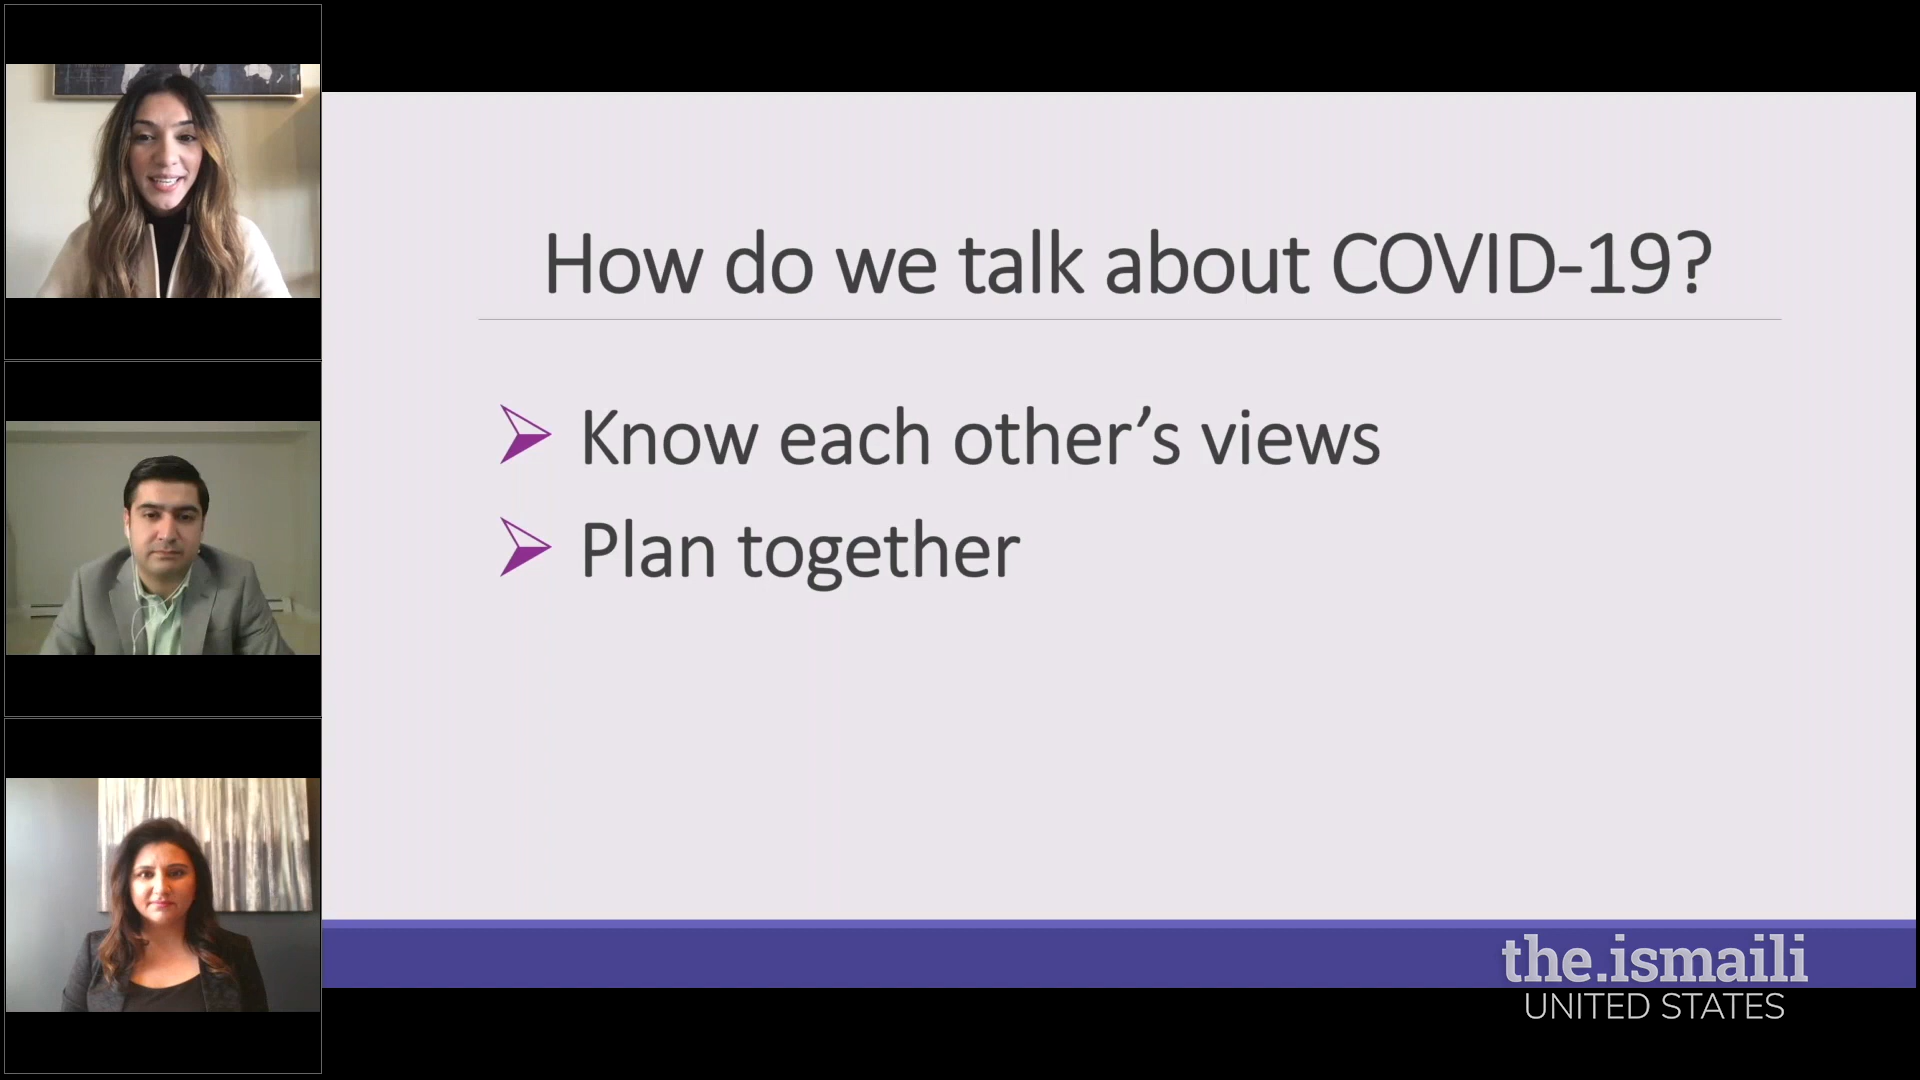 How do we talk about COVID-19?
Know each other’s views
Plan together
the.ismaili
UNITED STATES